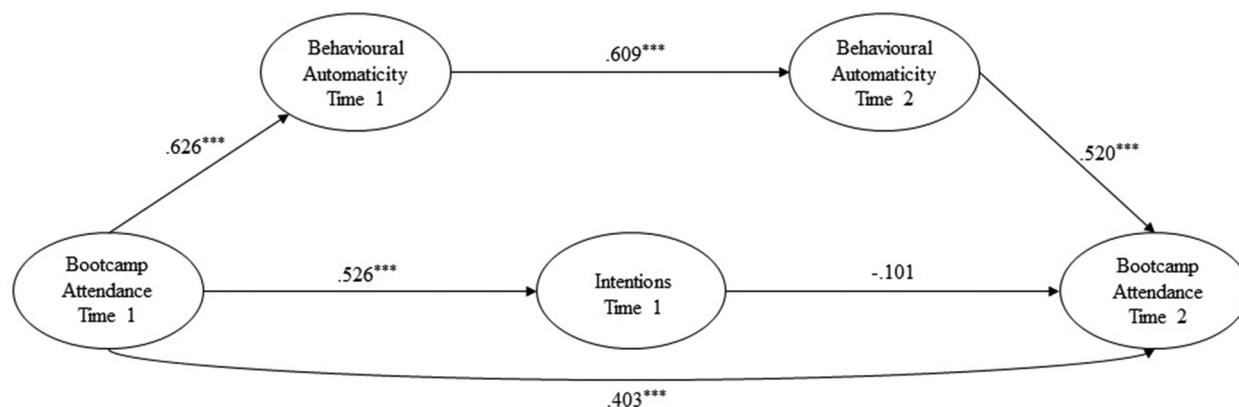 Behavioural
Automaticity
Time 1
.609***
Behavioural
Automaticity
Time 2
.626***
.520***
Bootcamp
Attendance
Time 1
.526***
Intentions
Time 1
-.101
Bootcamp
Attendance
Time 2
.403***